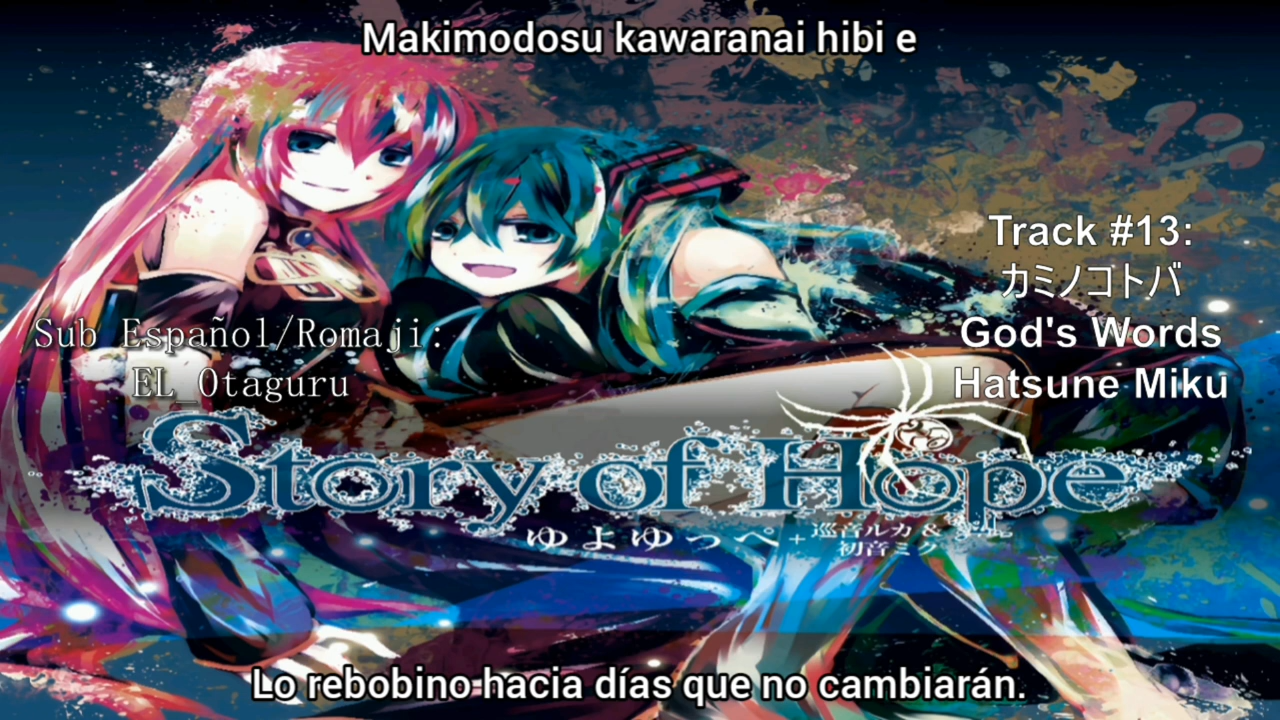 Makimodosu kawaranai hibi e
Track #13:
カミノコトバ
God's Words
Hatsune Miku
Sub Español/Romaji:
EL_Otaguru
Story of Hope
ゆよゆっぺ+巡音ルカ&
初音ミク
Lo rebobino hacia días que no cambiarán.